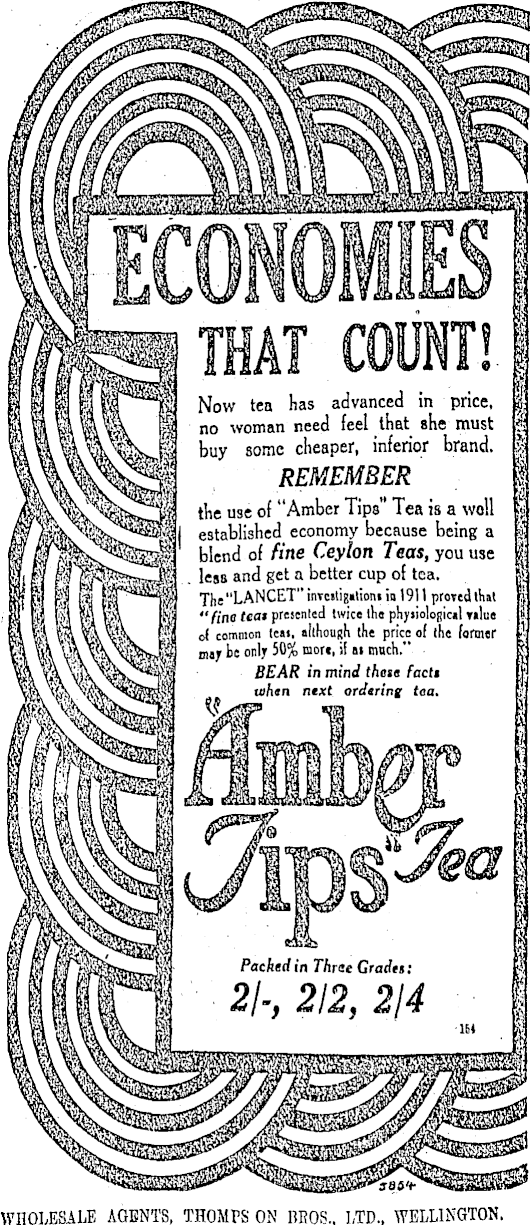 ECONOMIES
THAT COUNT!
Now tea has advanced in price,
no woman need feel that she must
buy some cheaper, inferior brand.
REMEMBER
the use of "Amber Tips" Tea is a well
established economy because being a
blend of fine Ceylon Teas, you use
less and get a better cup of tea.
The "LANCET" investigations in 1911 proved that
"fine teas presented twice the physiological value
of common teas, although the price of the former
may be only 50% more, if as much."
BEAR in mind these facts
when next ordering tea.
"Amber
Tips" Tea
Packed in Three Grades:
2/-, 2/2, 2/4
164
3854
WHOLESALE AGENTS, THOMPSON BROS., LTD., WELLINGTON.